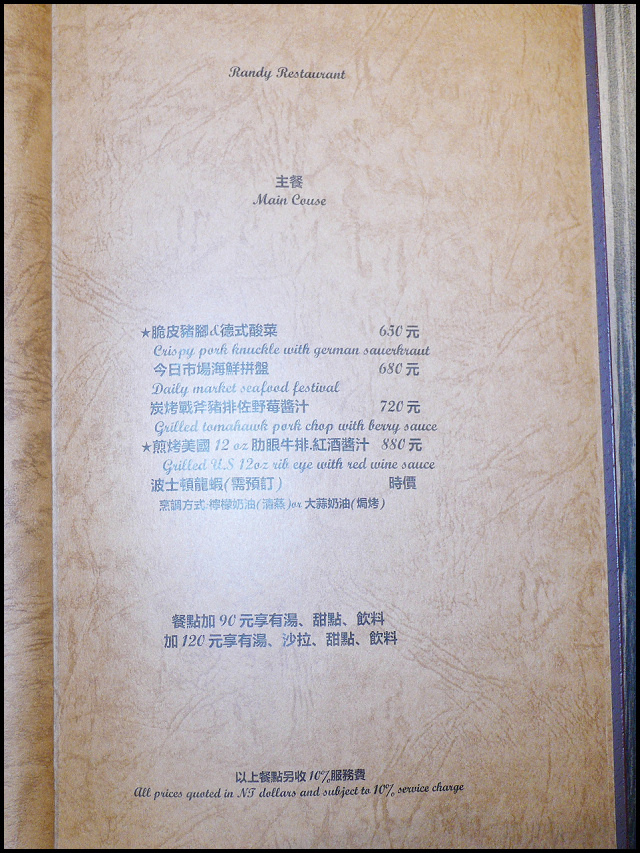 Randy Restaurant
主餐
Main Couse
★脆皮豬腳&德式酸菜 650元
Crispy pork knuckle with german sauerkraut
今日市場海鮮拼盤 680元
Daily market seafood festival
炭烤戰斧豬排佐野莓醬汁 720元
Grilled tomahawk pork chop with berry sauce
★煎烤美國12oz肋眼牛排.紅酒醬汁 880元
Grilled U.S 12oz rib eye with red wine sauce
波士頓龍蝦(需預訂) 時價
烹調方式:檸檬奶油(清蒸)or大蒜奶油(焗烤)
餐點加90元享有湯、甜點、飲料
加120元享有湯、沙拉、甜點、飲料
以上餐點另收10%服務費
All prices quoted in NT dollars and subject to 10% service charge